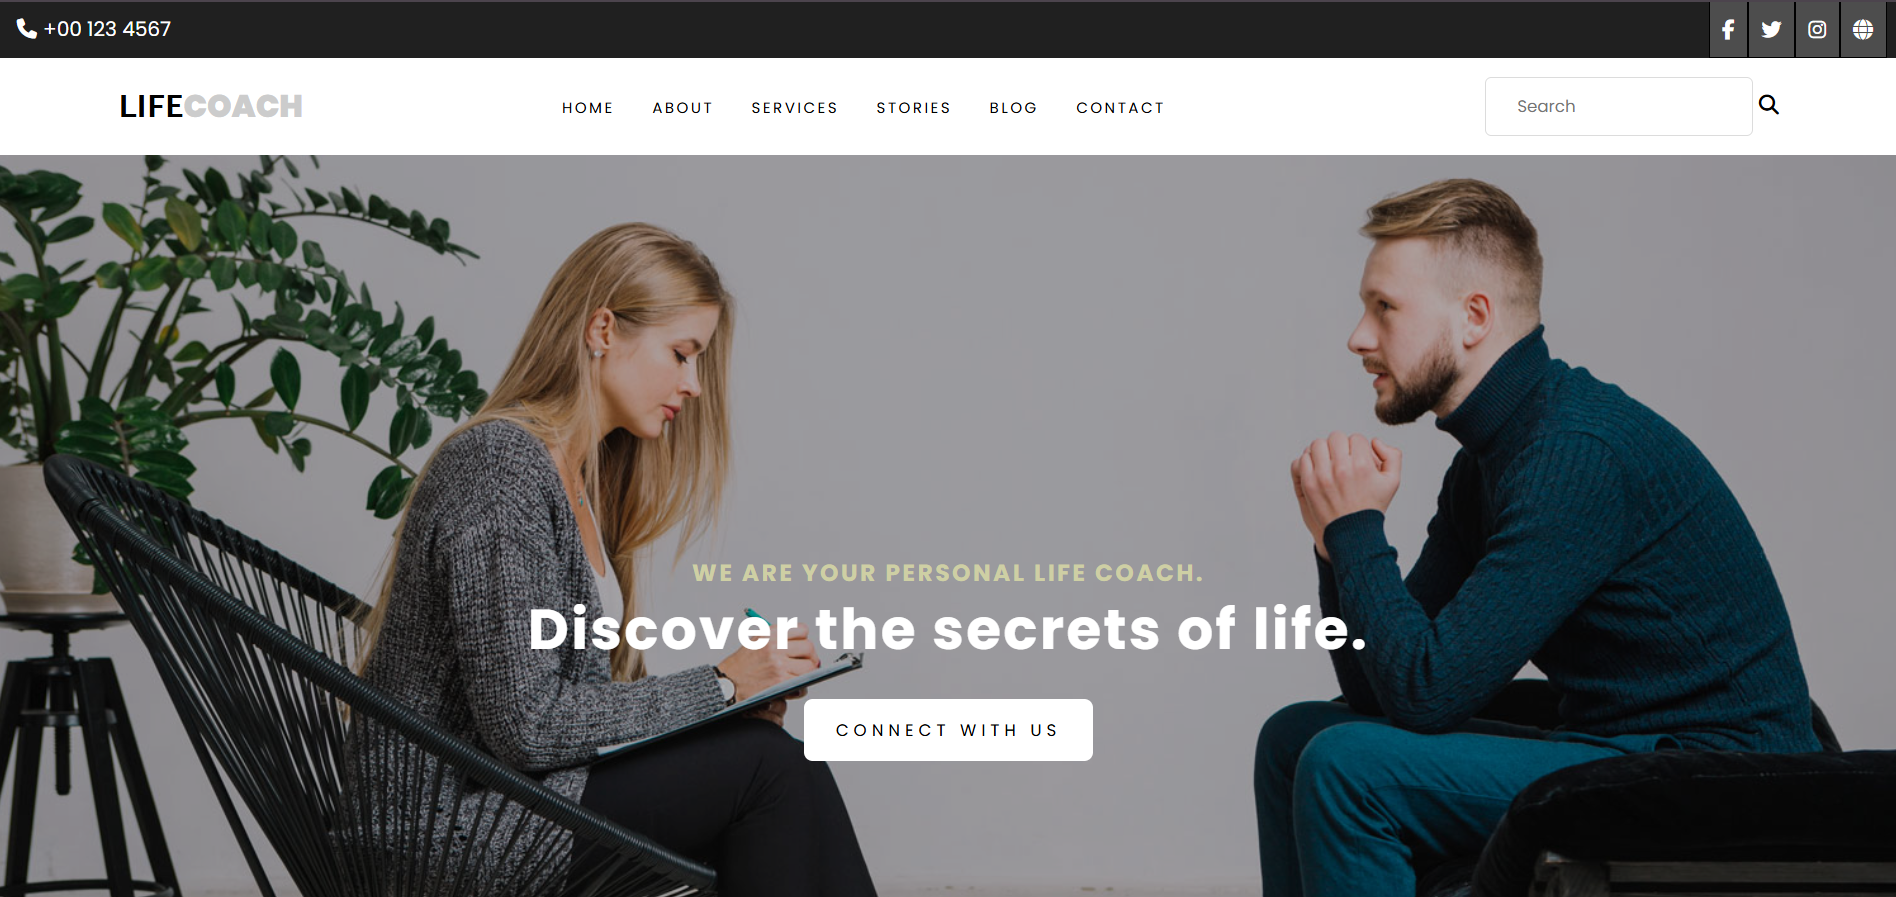 +00 123 4567
LIFECOACH
HOME ABOUT SERVICES STORIES BLOG CONTACT
Search
WE ARE YOUR PERSONAL LIFE COACH.
Discover the secrets of life.
CONNECT WITH US